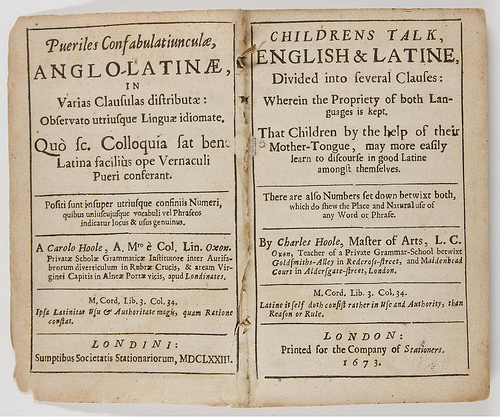 Pueriles Confabulatiunculæ,
ANGLO-LATINÆ,
IN
Varias Clausulas distributæ:
Observato utriusque Linguæ idiomate.
Quò sc. Colloquia sat bene
Latina faciliùs ope Vernaculi
Pueri conferant.
Positi sunt insuper utriusque confiniis Numeri,
quibus uniuscujusque vocabuli vel Phraseos
indicatur locus & usus genuinus.
A Carolo Hoole, A. Mro è Col. Lin. Oxon.
Privatæ Scholæ Grammaticæ Institutore inter Aurifa-
brorum diverticulum in Rubræ Crucis, & aream Vir-
ginei Capitis in Alneæ Portæ vicis, apud Londinates.
M. Cord. Lib. 3. Col. 34.
Ipsa Latinitas Usu & Authoritate magis, quam Ratione
constat.
LONDINI:
Sumptibus Societatis Stationariorum, MDCLXXIII.
CHILDRENS TALK,
ENGLISH & LATINE,
Divided into several Clauses:
Wherein the Propriety of both Lan-
guages is kept.
That Children by the help of their
Mother-Tongue, may more easily
learn to discourse in good Latine
amongst themselves.
There are also Numbers set down betwixt both,
which do shew the Place and Natural use of
any Word or Phrase.
By Charles Hoole, Master of Arts, L. C.
Oxon, Teacher of a Private Grammar-School betwixt
Goldsmiths-Alley in Redcross-street, and Maidenhead
Court in Aldersgate-street, London.
M. Cord. Lib. 3. Col. 34.
Latine it self doth consist rather in Use and Authority, than
Reason or Rule.
LONDON:
Printed for the Company of Stationers.
1673.